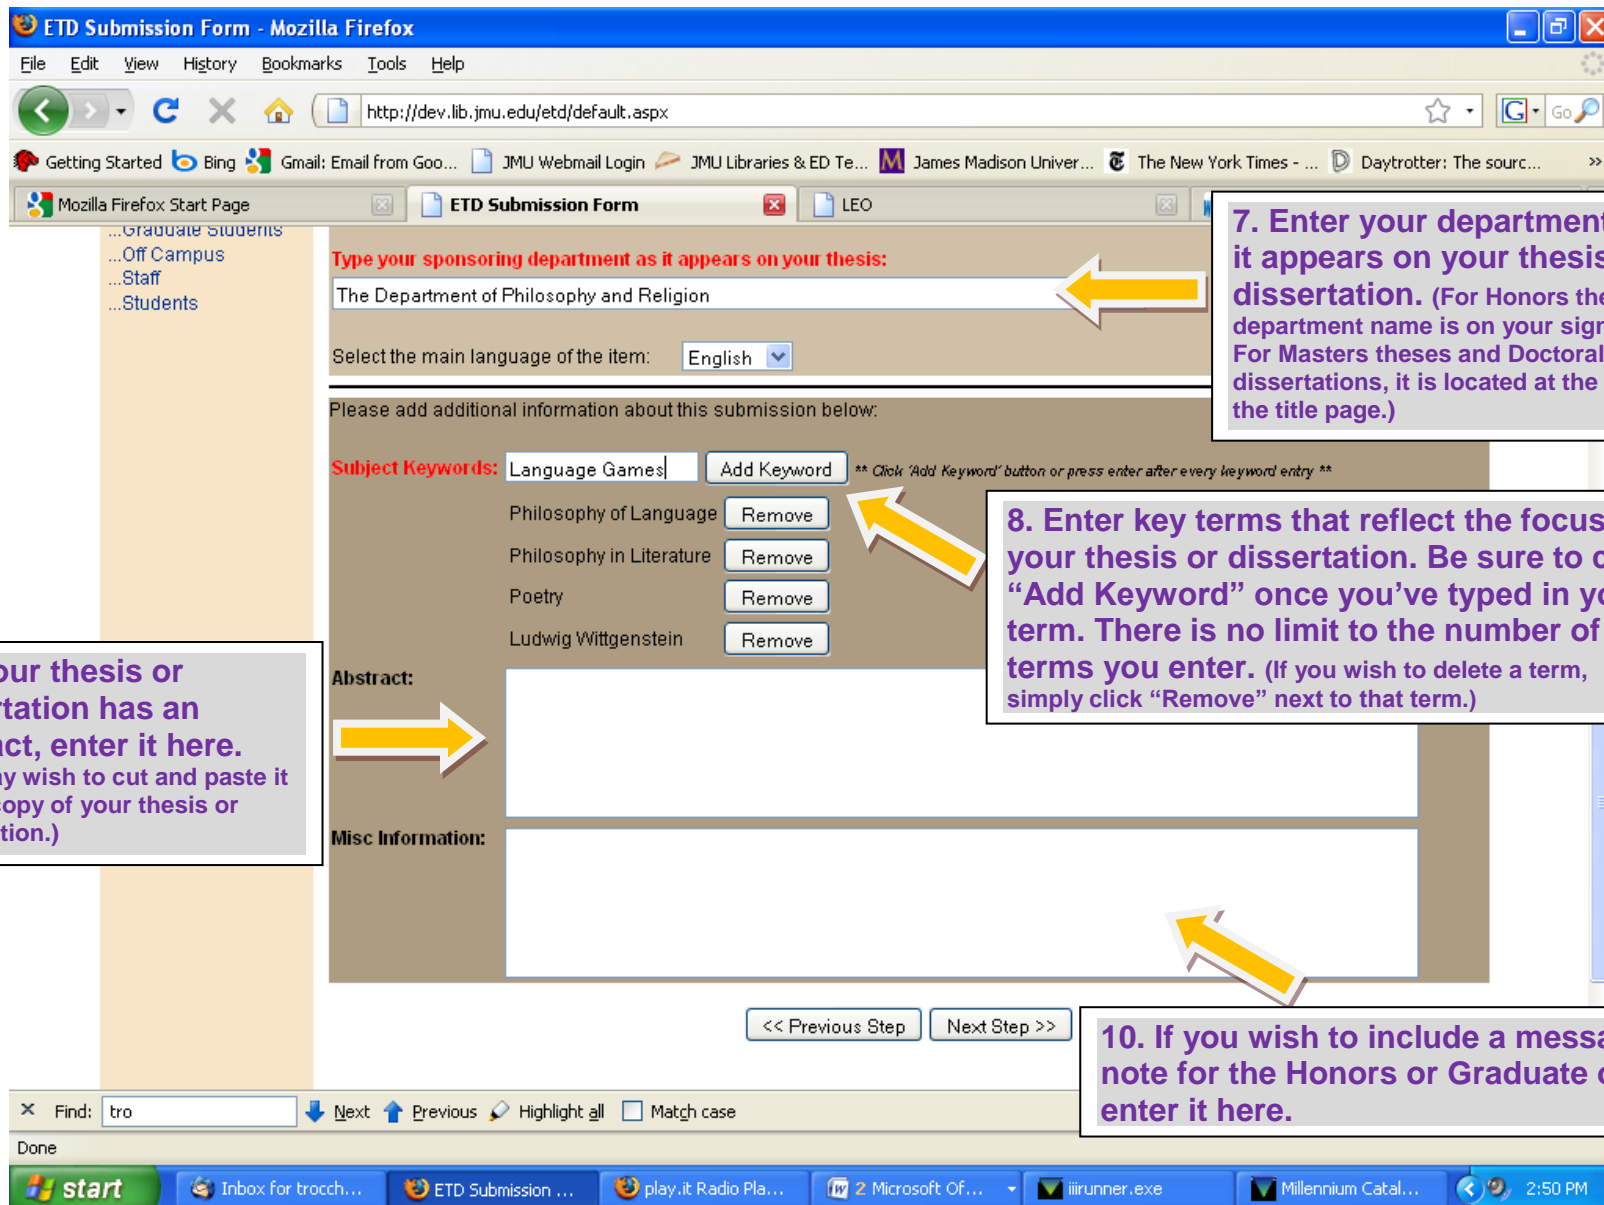 ETD Submission Form - Mozilla Firefox
File Edit View History Bookmarks Tools Help
http://dev.lib.jmu.edu/etd/default.aspx
G Go
Getting Started Bing Gmail: Email from Goo... JMU Webmail Login JMU Libraries & ED Te... M James Madison Univer... The New York Times - ... Daytrotter: The sourc... »
Mozilla Firefox Start Page ETD Submission Form LEO
...Graduate Students
...Off Campus
...Staff
...Students
Type your sponsoring department as it appears on your thesis:
The Department of Philosophy and Religion
Select the main language of the item: English
7. Enter your department
it appears on your thesis
dissertation. (For Honors the
department name is on your sign
For Masters theses and Doctoral
dissertations, it is located at the
the title page.)
Please add additional information about this submission below:
Subject Keywords: Language Games Add Keyword ** Click 'Add Keyword' button or press enter after every keyword entry **
Philosophy of Language Remove
Philosophy in Literature Remove
Poetry Remove
Ludwig Wittgenstein Remove
8. Enter key terms that reflect the focus
your thesis or dissertation. Be sure to c
“Add Keyword” once you’ve typed in yo
term. There is no limit to the number of
terms you enter. (If you wish to delete a term,
simply click “Remove” next to that term.)
our thesis or
rtation has an
act, enter it here.
ay wish to cut and paste it
copy of your thesis or
tion.)
Abstract:
Misc Information:
<< Previous Step Next Step >>
10. If you wish to include a messa
note for the Honors or Graduate o
enter it here.
× Find: tro Next Previous Highlight all Match case
Done
start Inbox for trocch... ETD Submission ... play.it Radio Pla... 2 Microsoft Of... iiirunner.exe Millennium Catal... 2:50 PM